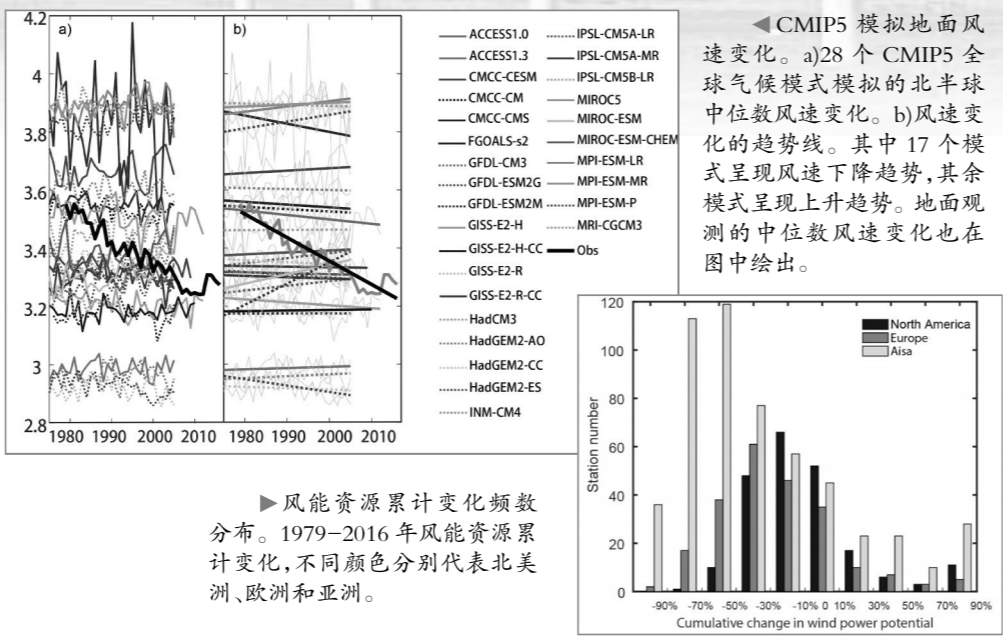 4.2
4
3.8
3.6
3.4
3.2
3
2.8
a)
b)
1980 1990 2000 2010
1980 1990 2000 2010
ACCESS1.0
ACCESS1.3
CMCC-CESM
CMCC-CM
CMCC-CMS
FGOALS-s2
GFDL-CM3
GFDL-ESM2G
GFDL-ESM2M
GISS-E2-H
GISS-E2-H-CC
GISS-E2-R
GISS-E2-R-CC
HadCM3
HadGEM2-AO
HadGEM2-CC
HadGEM2-ES
INM-CM4
IPSL-CM5A-LR
IPSL-CM5A-MR
IPSL-CM5B-LR
MIROC5
MIROC-ESM
MIROC-ESM-CHEM
MPI-ESM-LR
MPI-ESM-MR
MPI-ESM-P
MRI-CGCM3
Obs
◀CMIP5 模拟地面风
速变化。a)28 个 CMIP5 全
球气候模式模拟的北半球
中位数风速变化。b)风速变
化的趋势线。其中 17 个模
式呈现风速下降趋势,其余
模式呈现上升趋势。地面观
测的中位数风速变化也在
图中绘出。
▶风能资源累计变化频数
分布。1979-2016 年风能资源累
计变化,不同颜色分别代表北美
洲、欧洲和亚洲。
Station number
120
100
80
60
40
20
0
North America
Europe
Aisa
-90% -70% -50% -30% -10% 0 10% 30% 50% 70% 90%
Cumulative change in wind power potential